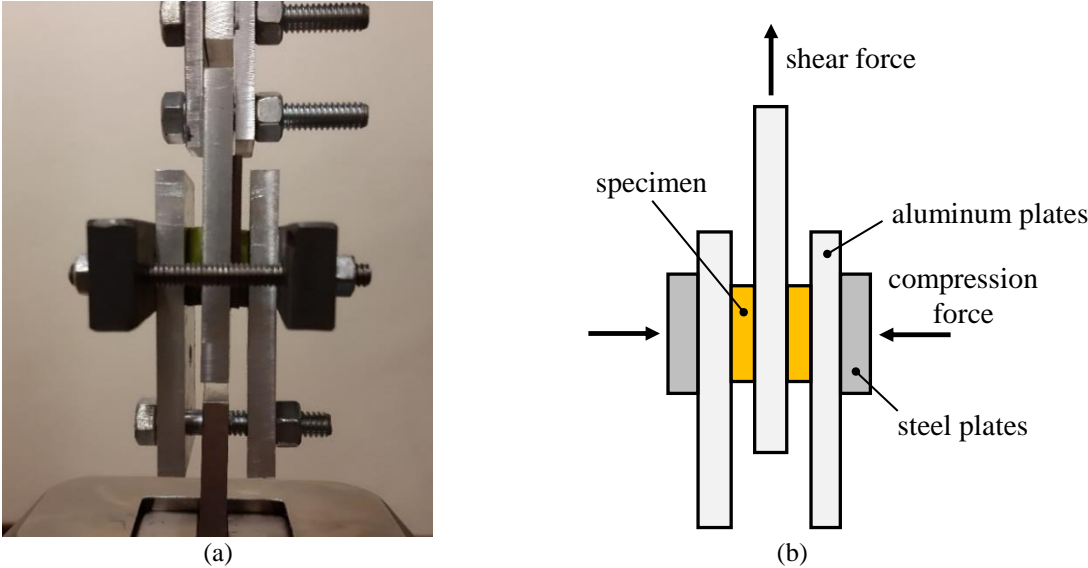 shear force
specimen
aluminum plates
compression
force
steel plates
(a)
(b)